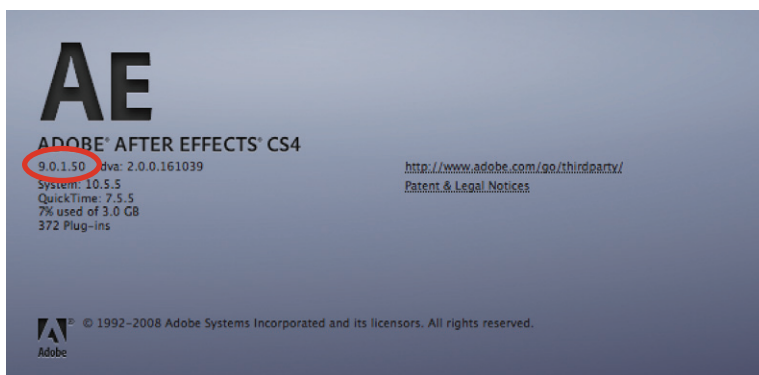 AE
ADOBE® AFTER EFFECTS® CS4
9.0.1.50 dva: 2.0.0.161039
System: 10.5.5
QuickTime: 7.5.5
7% used of 3.0 GB
372 Plug-ins
http://www.adobe.com/go/thirdparty/
Patent & Legal Notices
® © 1992-2008 Adobe Systems Incorporated and its licensors. All rights reserved.
Adobe